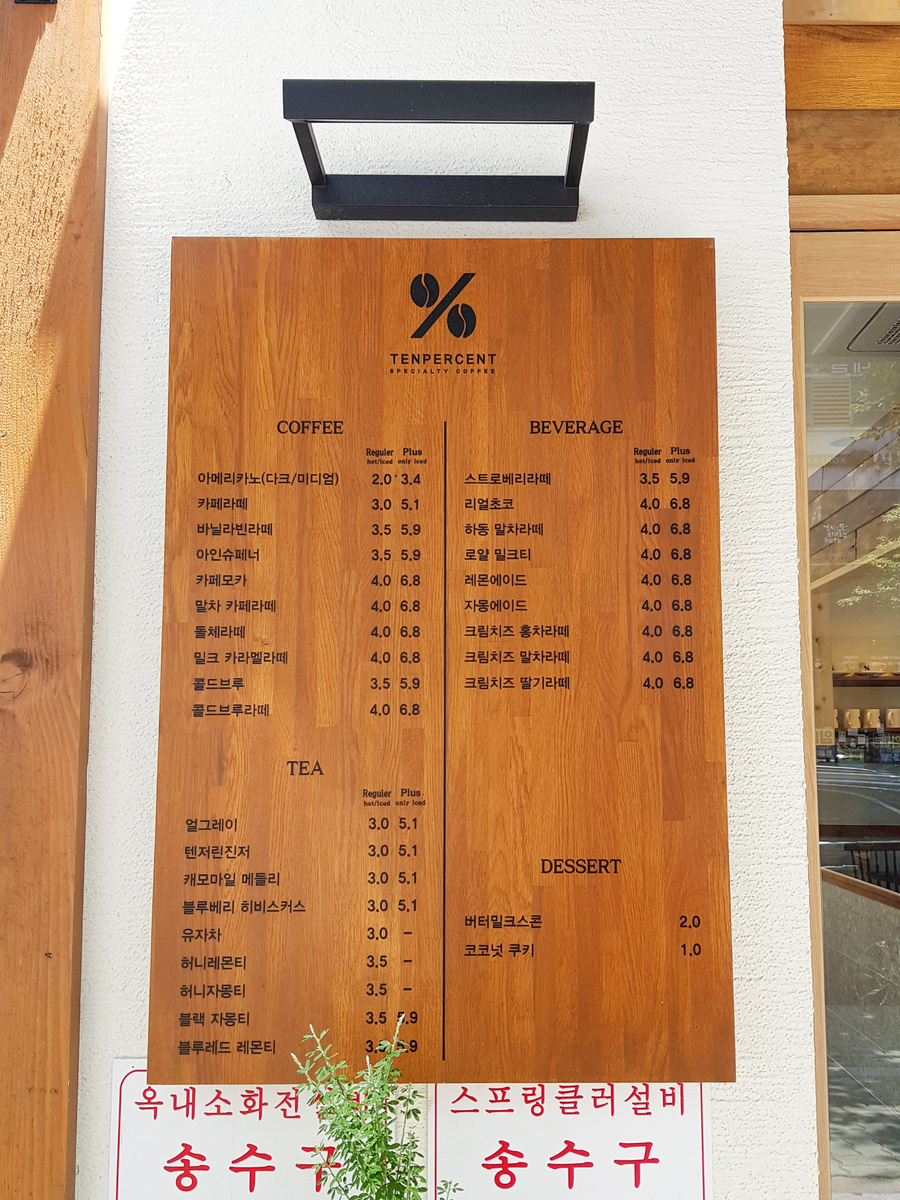 TENPERCENT
SPECIALTY COFFEE
COFFEE
Reguler Plus
hot/iced only iced
아메리카노(다크/미디엄) 2.0 3.4
카페라떼 3.0 5.1
바닐라빈라떼 3.5 5.9
아인슈페너 3.5 5.9
카페모카 4.0 6.8
말차 카페라떼 4.0 6.8
돌체라떼 4.0 6.8
밀크 카라멜라떼 4.0 6.8
콜드브루 3.5 5.9
콜드브루라떼 4.0 6.8
TEA
Reguler Plus
hot/iced only iced
얼그레이 3.0 5.1
텐저린진저 3.0 5.1
캐모마일 메들리 3.0 5.1
블루베리 히비스커스 3.0 5.1
유자차 3.0 –
허니레몬티 3.5 –
허니자몽티 3.5 –
블랙 자몽티 3.5 5.9
블루레드 레몬티
BEVERAGE
Reguler Plus
hot/iced only iced
스트로베리라떼 3.5 5.9
리얼초코 4.0 6.8
하동 말차라떼 4.0 6.8
로얄 밀크티 4.0 6.8
레몬에이드 4.0 6.8
자몽에이드 4.0 6.8
크림치즈 홍차라떼 4.0 6.8
크림치즈 말차라떼 4.0 6.8
크림치즈 딸기라떼 4.0 6.8
DESSERT
버터밀크스콘 2.0
코코넛 쿠키 1.0
송수구
스프링클러설비
송수구